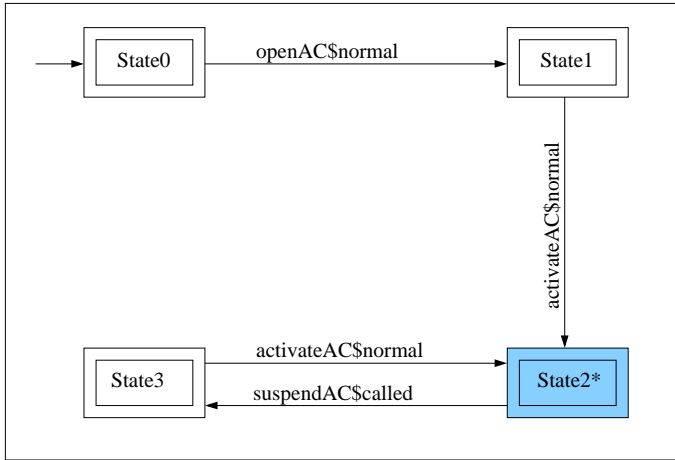 State0
openAC$normal
State1
activateAC$normal
State3
activateAC$normal
suspendAC$called
State2*